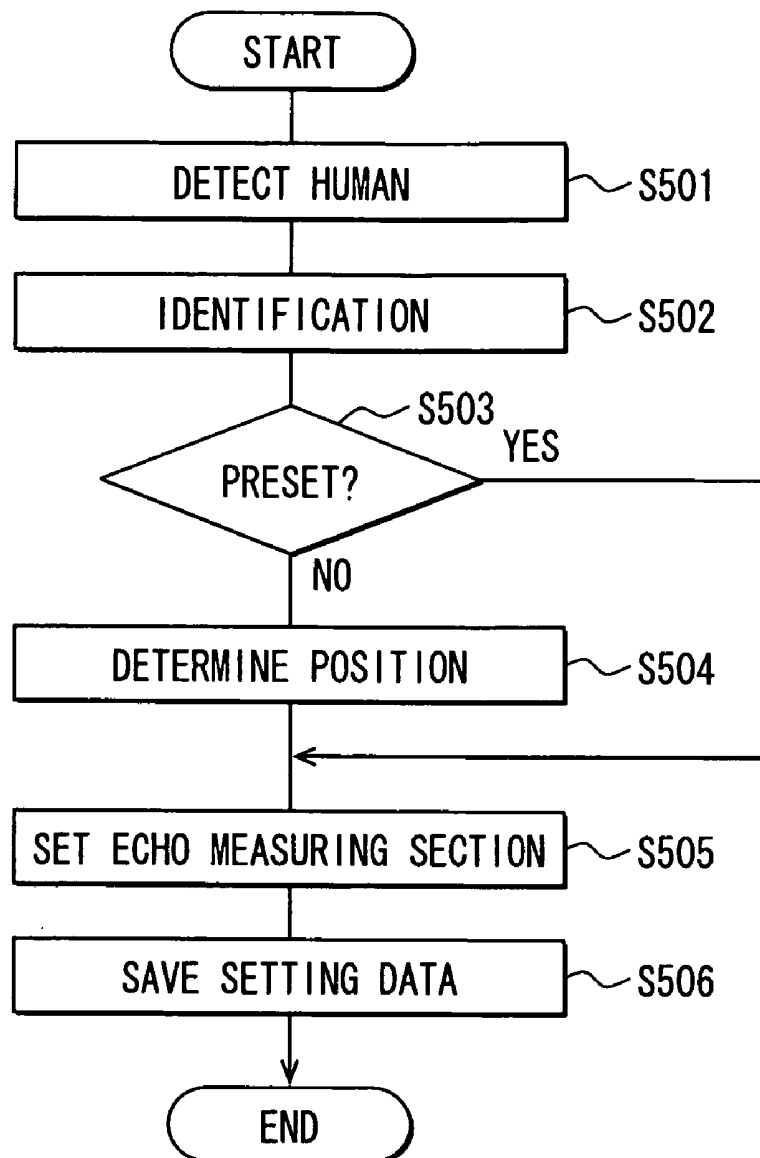 START
DETECT HUMAN
S501
IDENTIFICATION
S502
S503
PRESET?
YES
NO
DETERMINE POSITION
S504
SET ECHO MEASURING SECTION
S505
SAVE SETTING DATA
S506
END